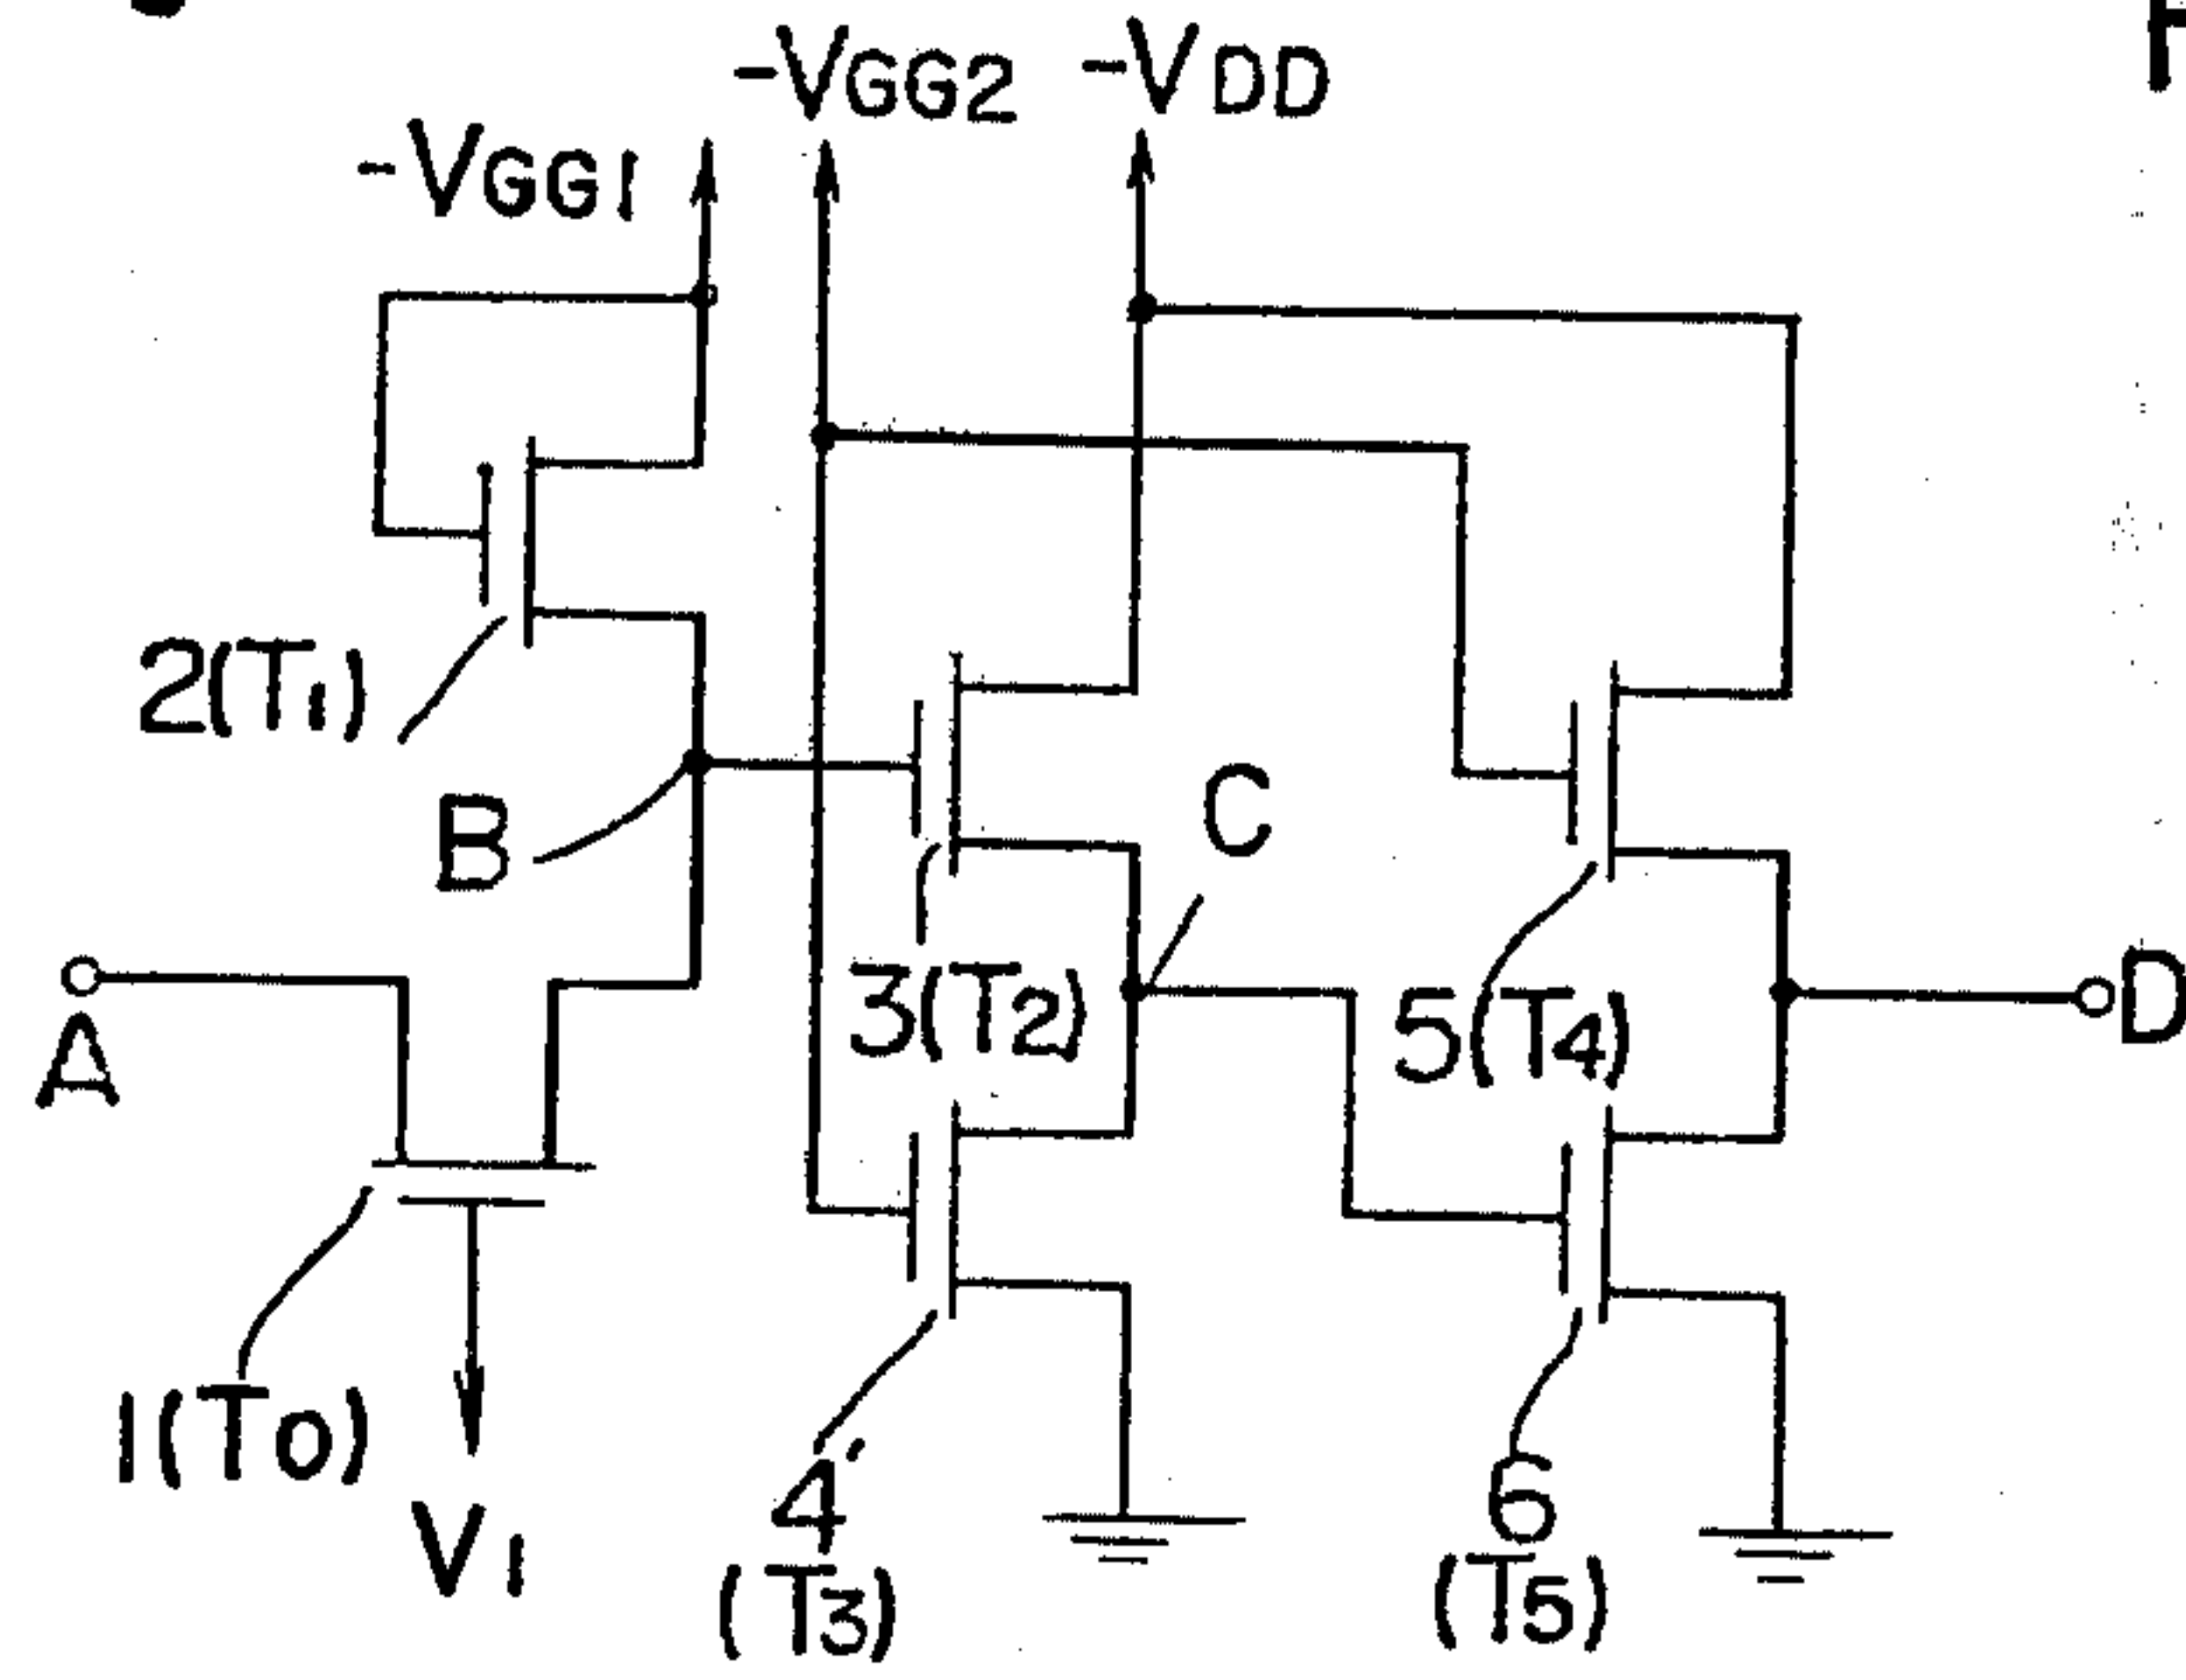 -VGG1
-VGG2
-VDD
2(T1)
B
C
A
3(T2)
5(T4)
D
1(T0)
V1
4'
(T3)
6
(T5)